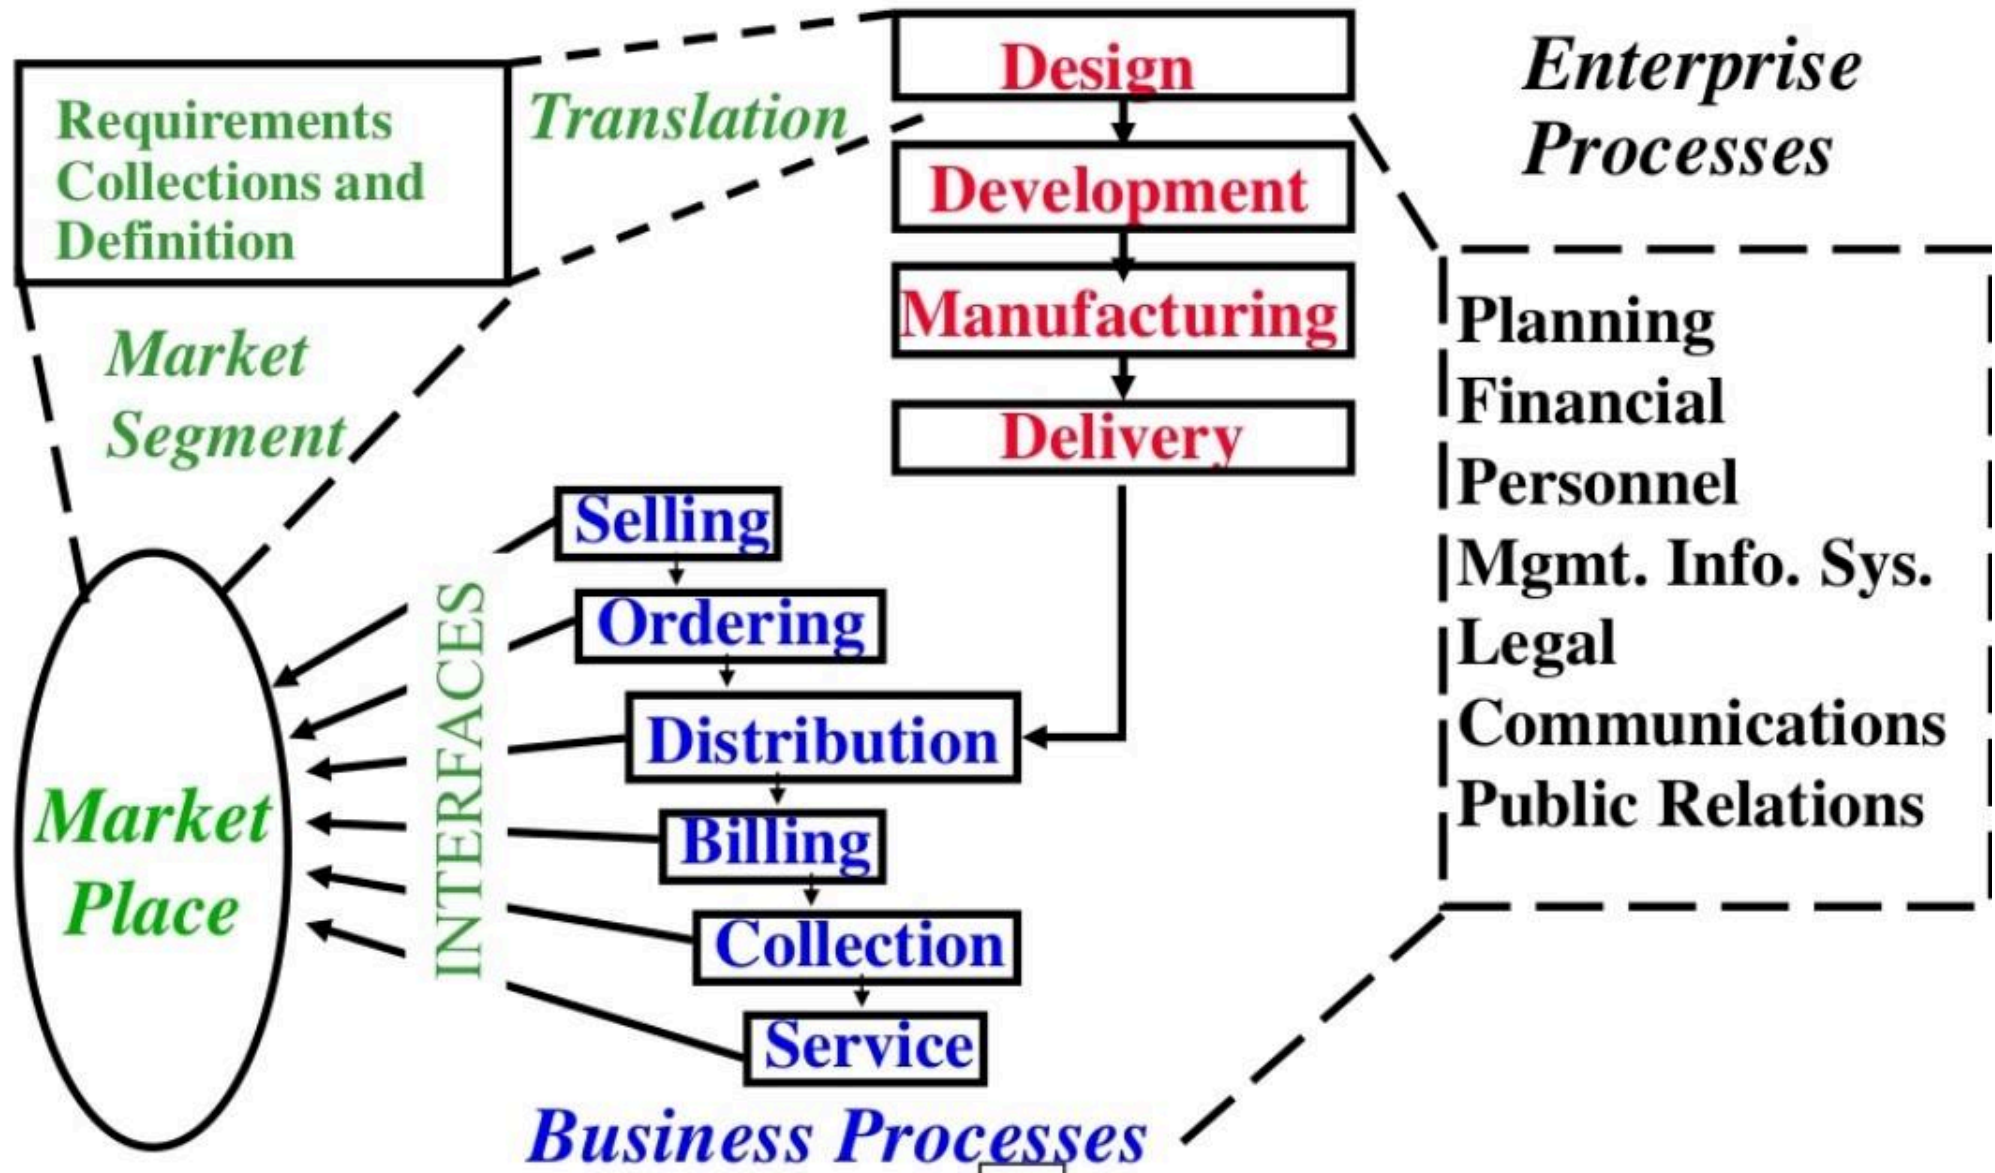 Requirements
Collections and
Definition
Translation
Market
Segment
Design
Development
Manufacturing
Delivery
Enterprise
Processes
Planning
Financial
Personnel
Mgmt. Info. Sys.
Legal
Communications
Public Relations
Selling
Ordering
Distribution
Billing
Collection
Service
INTERFACES
Market
Place
Business Processes